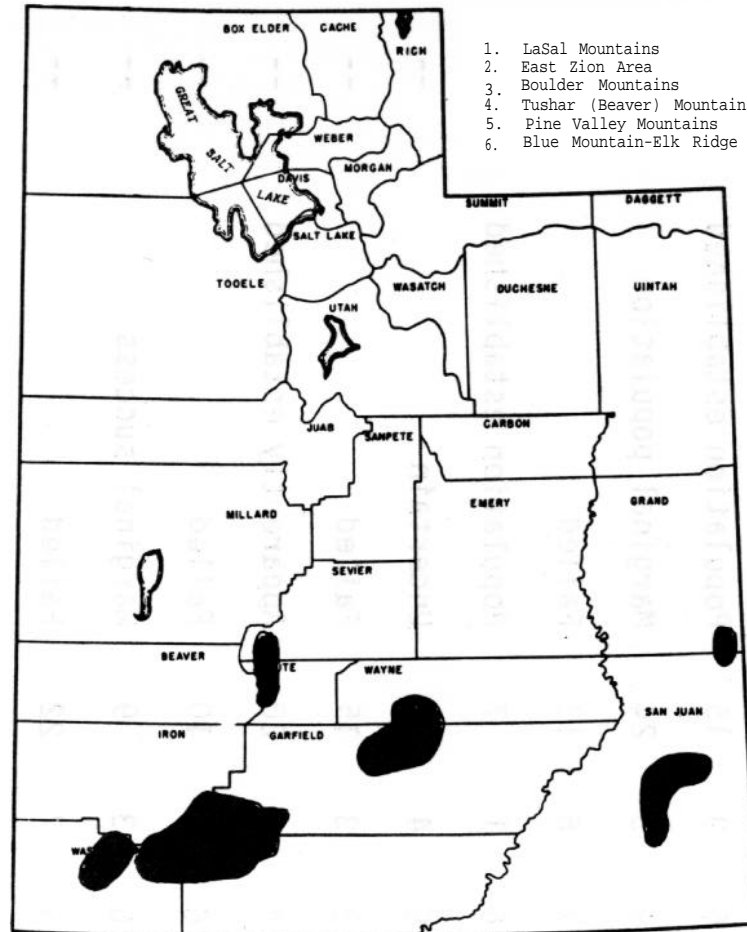 BOX ELDER
CACHE
RICH
1. LaSal Mountains
2. East Zion Area
3. Boulder Mountains
4. Tushar (Beaver) Mountain
5. Pine Valley Mountains
6. Blue Mountain-Elk Ridge
GREAT
SALT
LAKE
WEBER
MORGAN
DAVIS
SUMMIT
DAGGETT
SALT LAKE
TOOELE
WASATCH
DUCHESNE
UINTAH
UTAH
JUAB
SANPETE
CARBON
MILLARD
EMERY
GRAND
SEVIER
BEAVER
UTE
WAYNE
IRON
GARFIELD
SAN JUAN
WAS